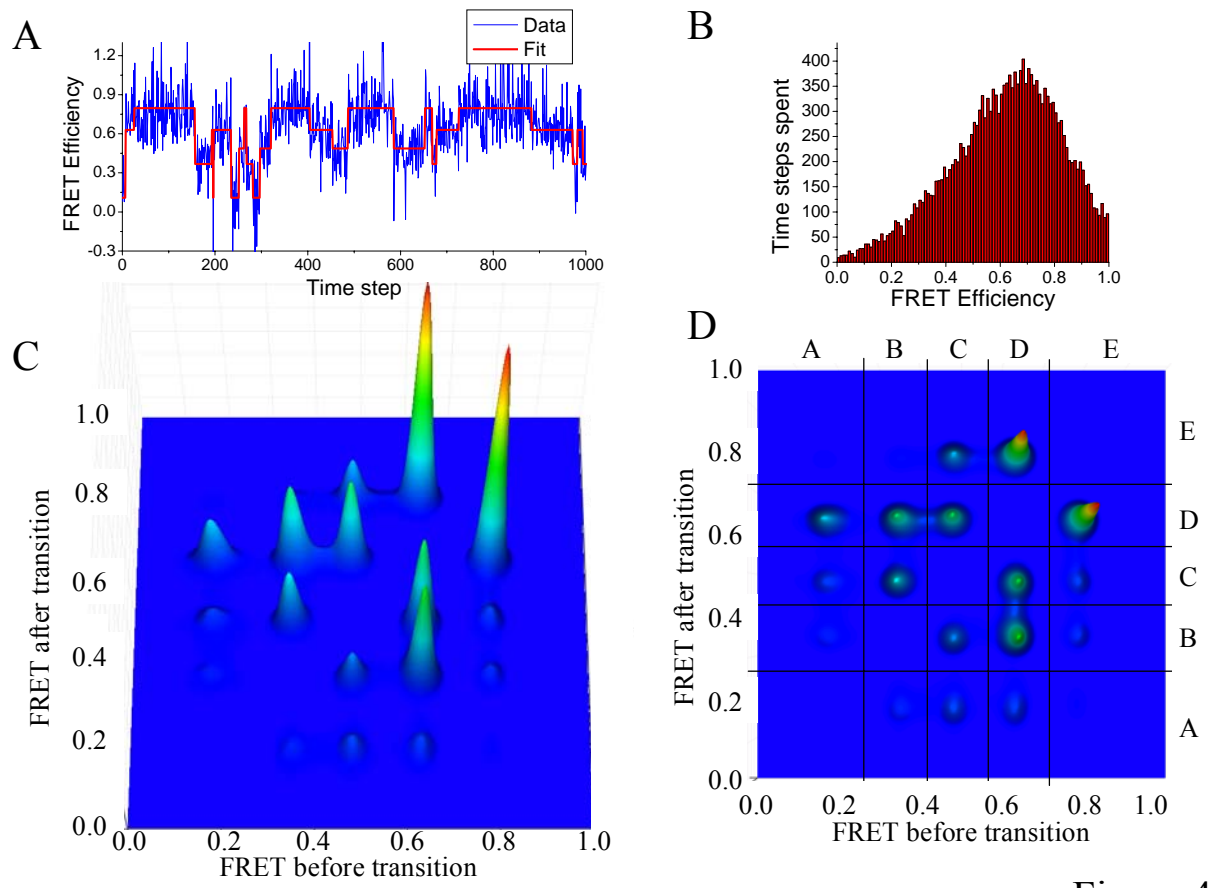 A
FRET Efficiency
1.2
0.9
0.6
0.3
0.0
-0.3
Data
Fit
0 200 400 600 800 1000
Time step
B
Time steps spent
400
350
300
250
200
150
100
50
0
0.0 0.2 0.4 0.6 0.8 1.0
FRET Efficiency
C
FRET after transition
1.0
0.8
0.6
0.4
0.2
0.0
0.0 0.2 0.4 0.6 0.8 1.0
FRET before transition
D
A B C D E
FRET after transition
1.0
0.8
0.6
0.4
0.2
0.0
E
D
C
B
A
0.0 0.2 0.4 0.6 0.8 1.0
FRET before transition